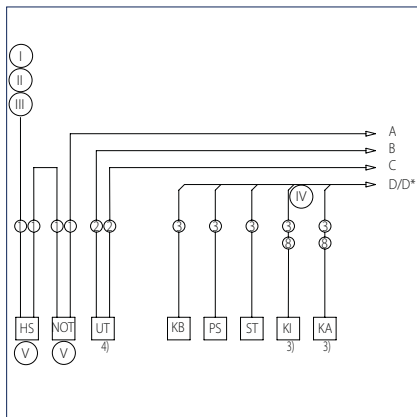 I
II
III
A
B
C
D/D*
IV
1 1 1 1 2 2 3 3 3 3 3
8 8
HS NOT UT KB PS ST KI KA
V V 4) 3) 3)